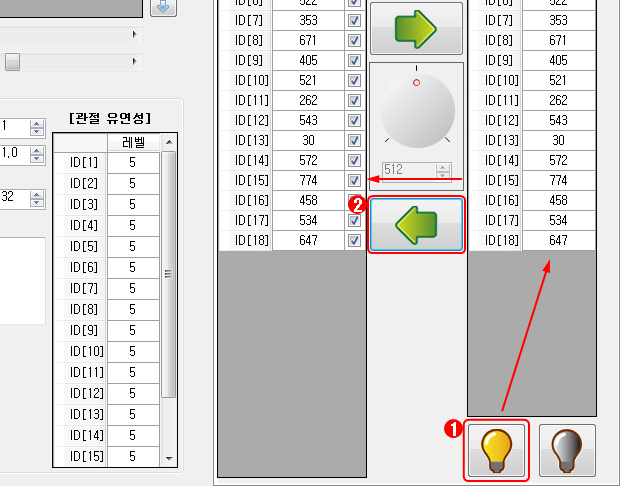 [관절 유연성]
레벨
ID[1] 5
ID[2] 5
ID[3] 5
ID[4] 5
ID[5] 5
ID[6] 5
ID[7] 5
ID[8] 5
ID[9] 5
ID[10] 5
ID[11] 5
ID[12] 5
ID[13] 5
ID[14] 5
ID[15] 5
1
1,0
32
ID[6] 522
ID[7] 353
ID[8] 671
ID[9] 405
ID[10] 521
ID[11] 262
ID[12] 543
ID[13] 30
ID[14] 572
ID[15] 774
ID[16] 458
ID[17] 534
ID[18] 647
512
2
ID[6] 522
ID[7] 353
ID[8] 671
ID[9] 405
ID[10] 521
ID[11] 262
ID[12] 543
ID[13] 30
ID[14] 572
ID[15] 774
ID[16] 458
ID[17] 534
ID[18] 647
1